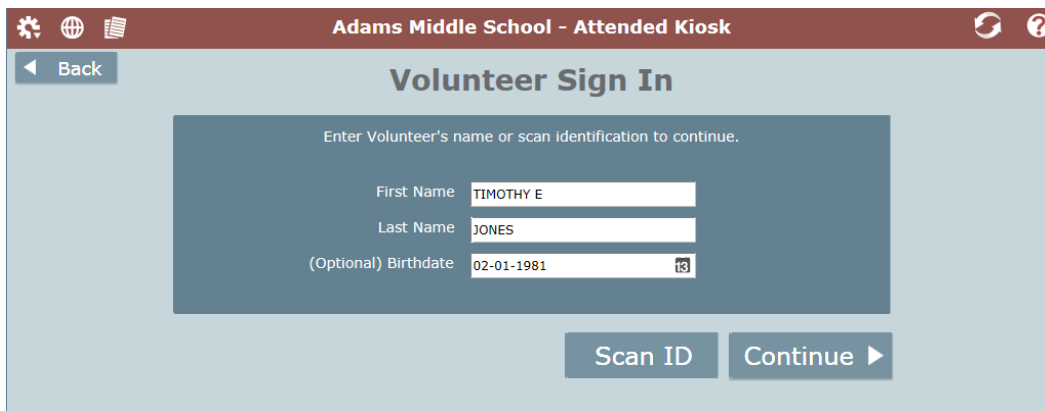 Adams Middle School - Attended Kiosk
Back
Volunteer Sign In
Enter Volunteer's name or scan identification to continue.
First Name TIMOTHY E
Last Name JONES
(Optional) Birthdate 02-01-1981 13
Scan ID Continue